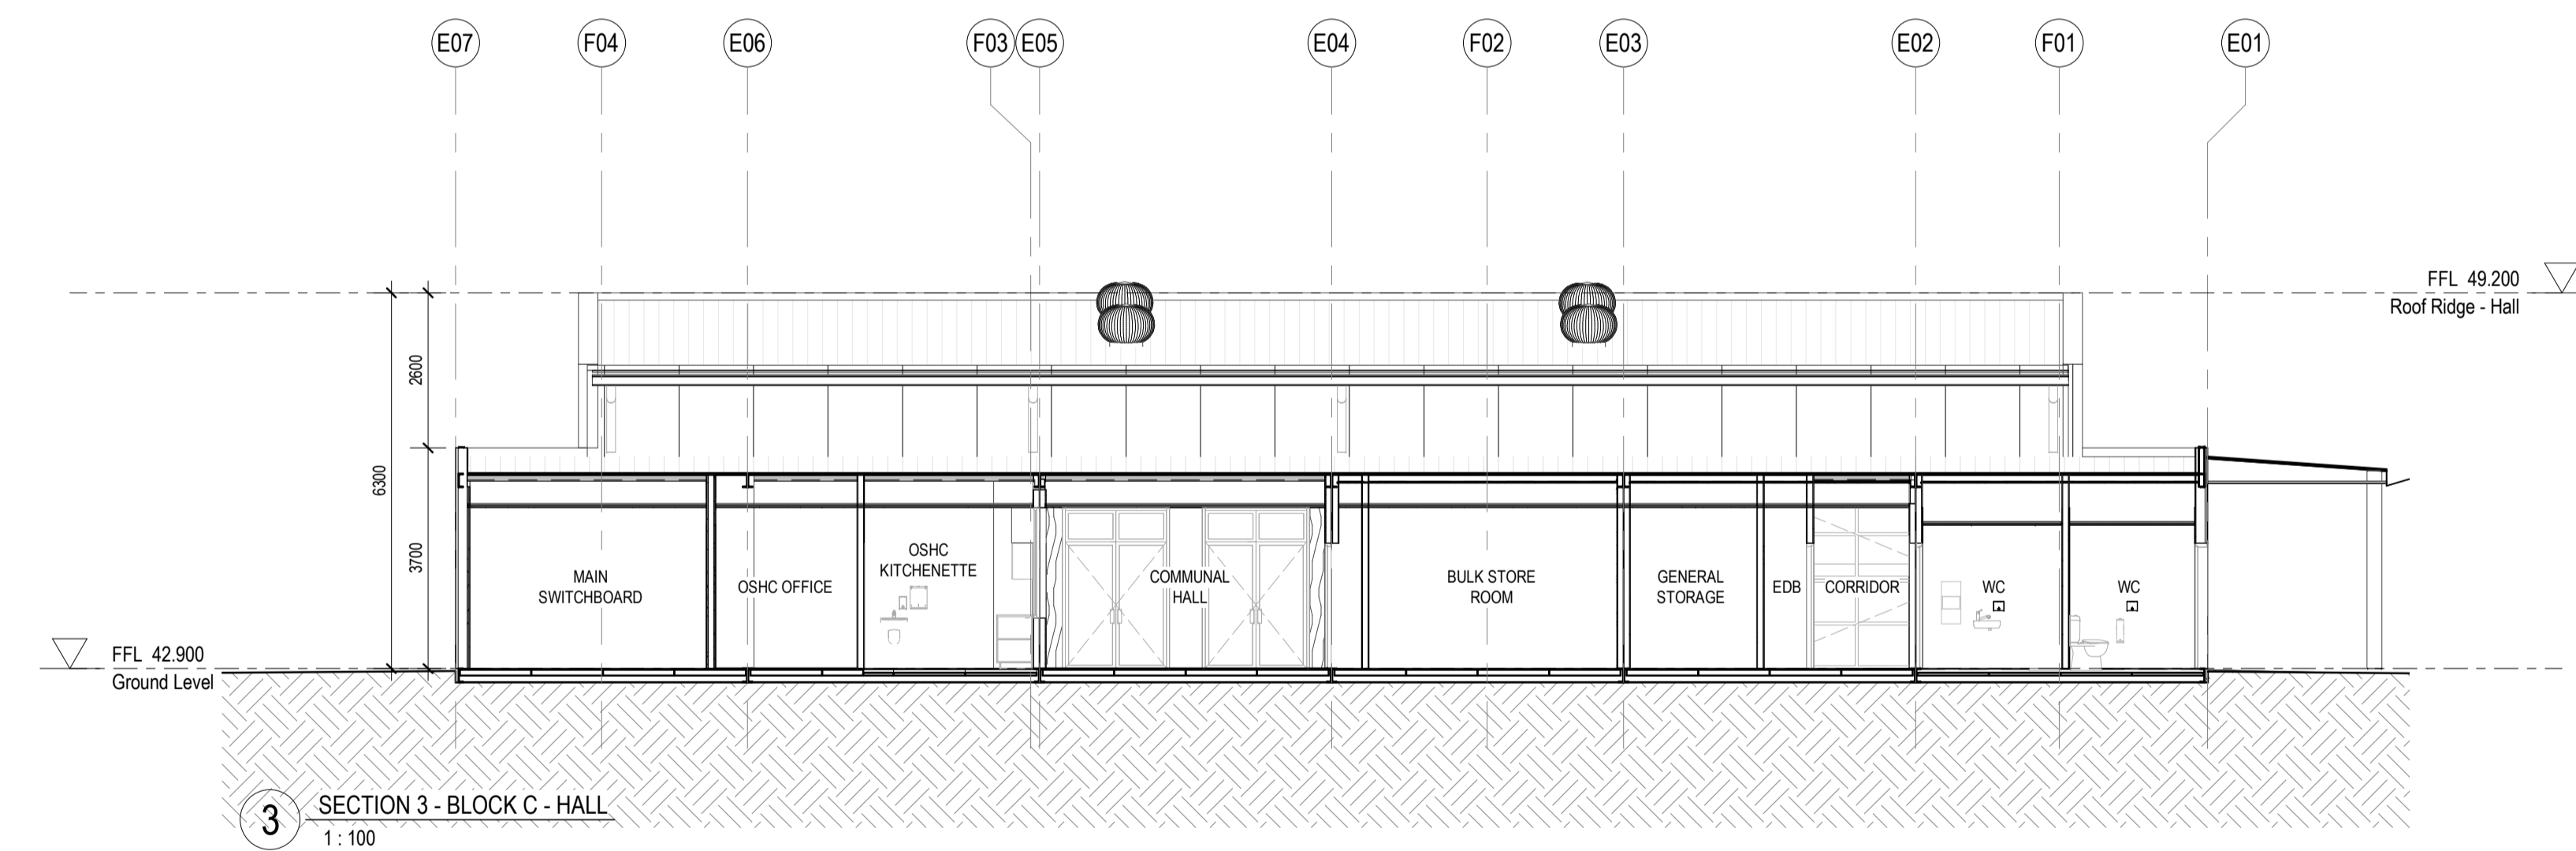 E07
F04
E06
F03
E05
E04
F02
E03
E02
F01
E01
FFL 49.200
Roof Ridge - Hall
2600
6300
3700
MAIN
SWITCHBOARD
OSHC OFFICE
OSHC
KITCHENETTE
COMMUNAL
HALL
BULK STORE
ROOM
GENERAL
STORAGE
EDB
CORRIDOR
WC
WC
FFL 42.900
Ground Level
3
SECTION 3 - BLOCK C - HALL
1 : 100